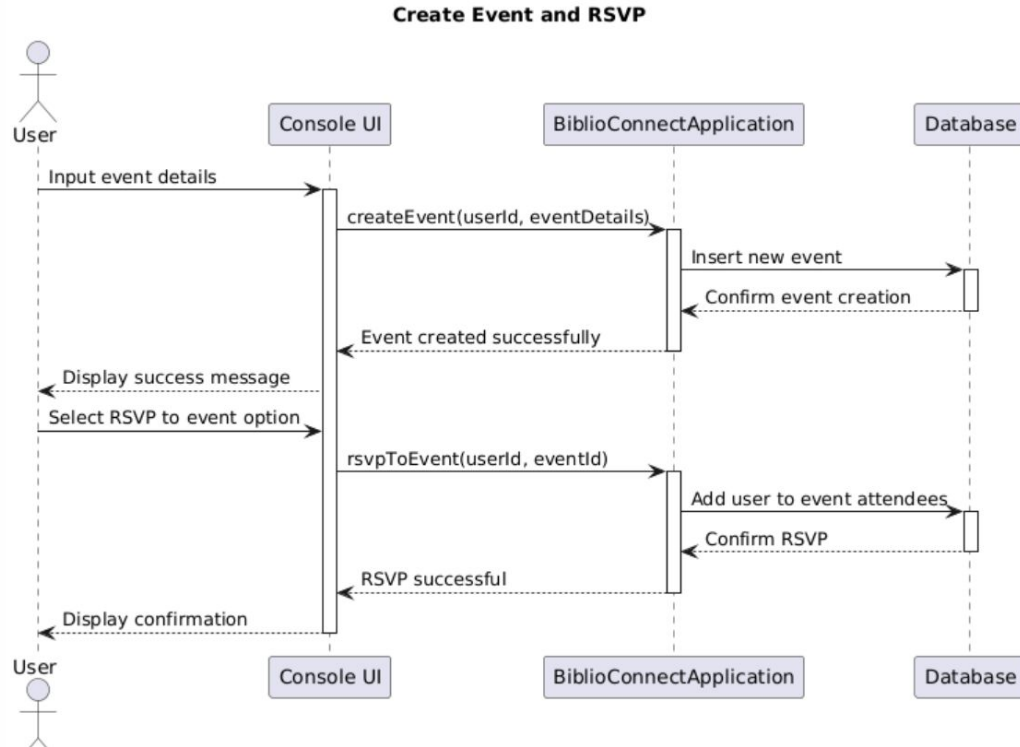 Create Event and RSVP
User
Console UI
BiblioConnectApplication
Database
Input event details
createEvent(userId, eventDetails)
Insert new event
Confirm event creation
Event created successfully
Display success message
Select RSVP to event option
rsvpToEvent(userId, eventId)
Add user to event attendees
Confirm RSVP
RSVP successful
Display confirmation
User
Console UI
BiblioConnectApplication
Database